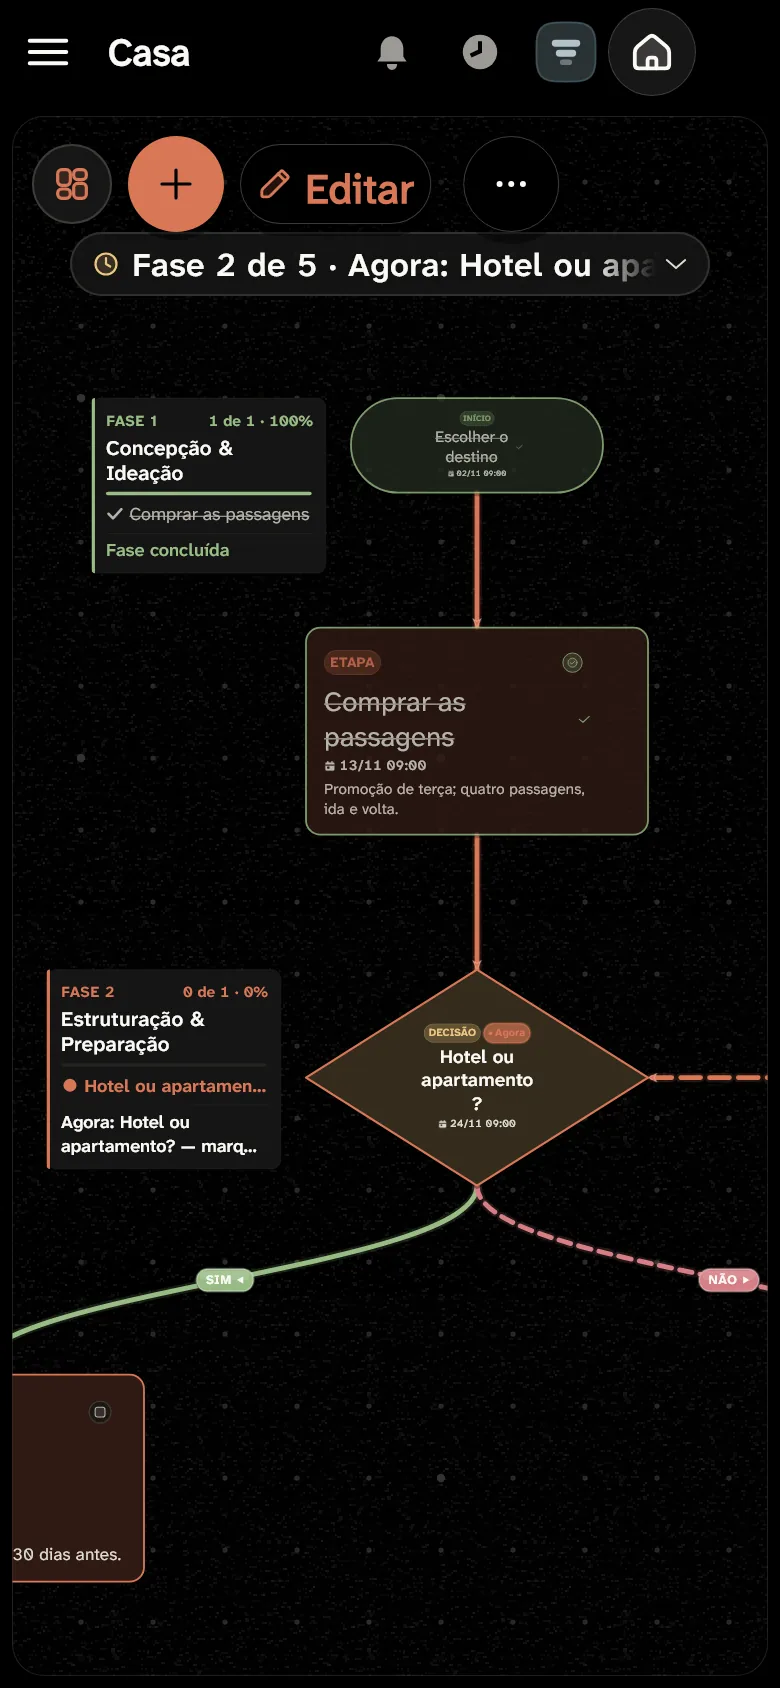 Casa
Editar
Fase 2 de 5 · Agora: Hotel ou apa
FASE 1 1 de 1 · 100%
Concepção &
Ideação
Comprar as passagens
Fase concluída
INÍCIO
Escolher o
destino
02/11 09:00
ETAPA
Comprar as
passagens
13/11 09:00
Promoção de terça; quatro passagens,
ida e volta.
FASE 2 0 de 1 · 0%
Estruturação &
Preparação
Hotel ou apartamen...
Agora: Hotel ou
apartamento? — marq...
DECISÃO • Agora
Hotel ou
apartamento
?
24/11 09:00
SIM ◂
NÃO ▸
30 dias antes.